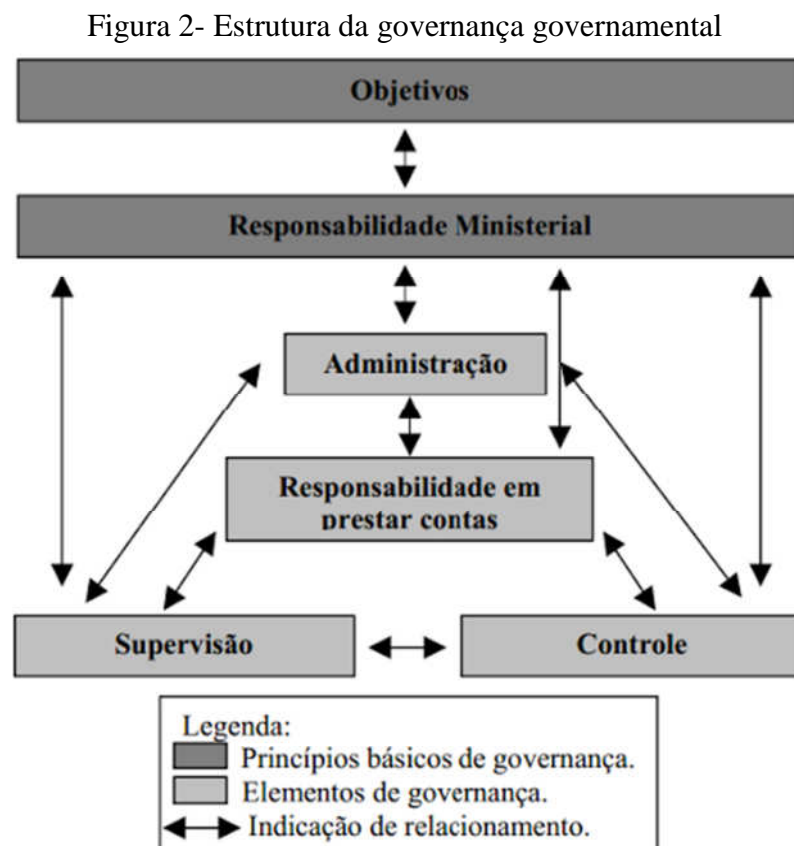 Figura 2- Estrutura da governança governamental
Objetivos
Responsabilidade Ministerial
Administração
Responsabilidade em
prestar contas
Supervisão
Controle
Legenda:
Princípios básicos de governança.
Elementos de governança.
Indicação de relacionamento.